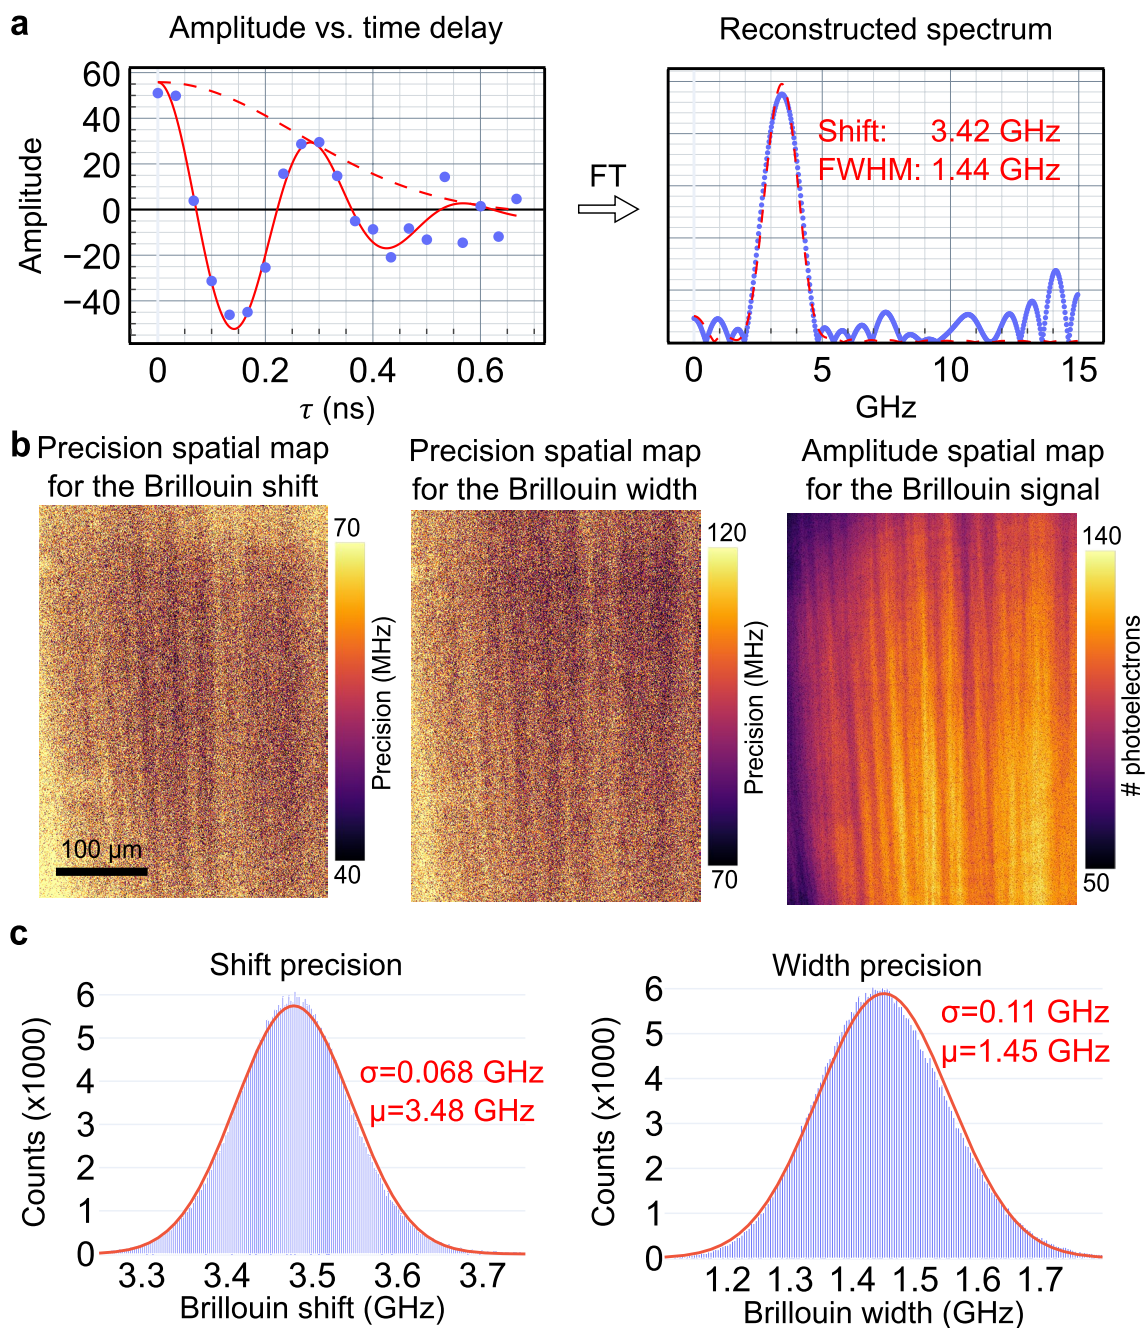 a
Amplitude vs. time delay
Reconstructed spectrum
60
40
20
0
−20
−40
Amplitude
0
0.2
0.4
0.6
τ (ns)
FT
Shift: 3.42 GHz
FWHM: 1.44 GHz
0
5
10
15
GHz
b
Precision spatial map
for the Brillouin shift
70
40
Precision (MHz)
100 µm
Precision spatial map
for the Brillouin width
120
70
Precision (MHz)
Amplitude spatial map
for the Brillouin signal
140
50
# photoelectrons
c
Shift precision
6
5
4
3
2
1
0
Counts (x1000)
σ=0.068 GHz
µ=3.48 GHz
3.3
3.4
3.5
3.6
3.7
Brillouin shift (GHz)
Width precision
6
5
4
3
2
1
0
Counts (x1000)
σ=0.11 GHz
µ=1.45 GHz
1.2
1.3
1.4
1.5
1.6
1.7
Brillouin width (GHz)